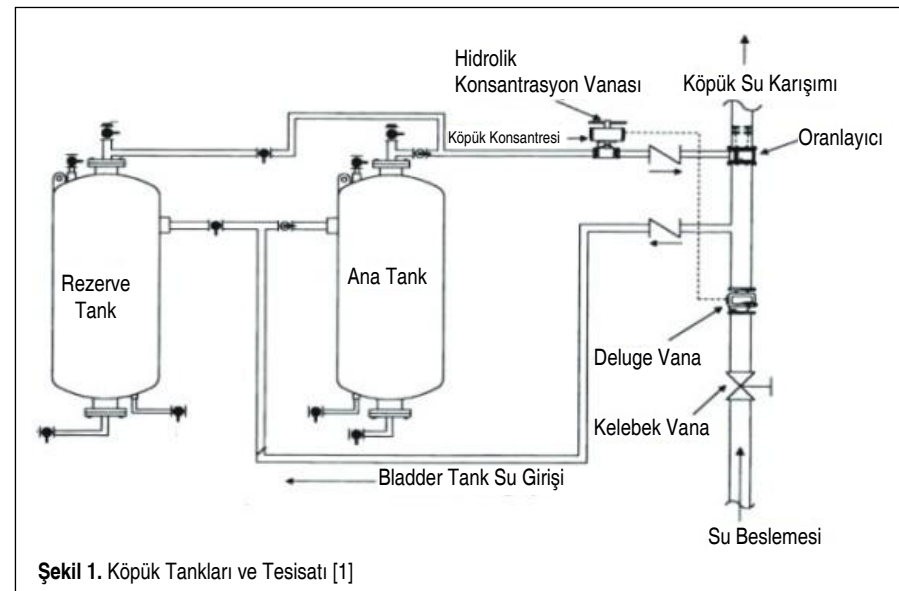 Hidrolik
Konsantrasyon Vanası
Köpük Su Karışımı
Köpük Konsantresi
Oranlayıcı
Rezerve
Tank
Ana Tank
Deluge Vana
Kelebek Vana
Bladder Tank Su Girişi
Su Beslemesi
Şekil 1. Köpük Tankları ve Tesisatı [1]